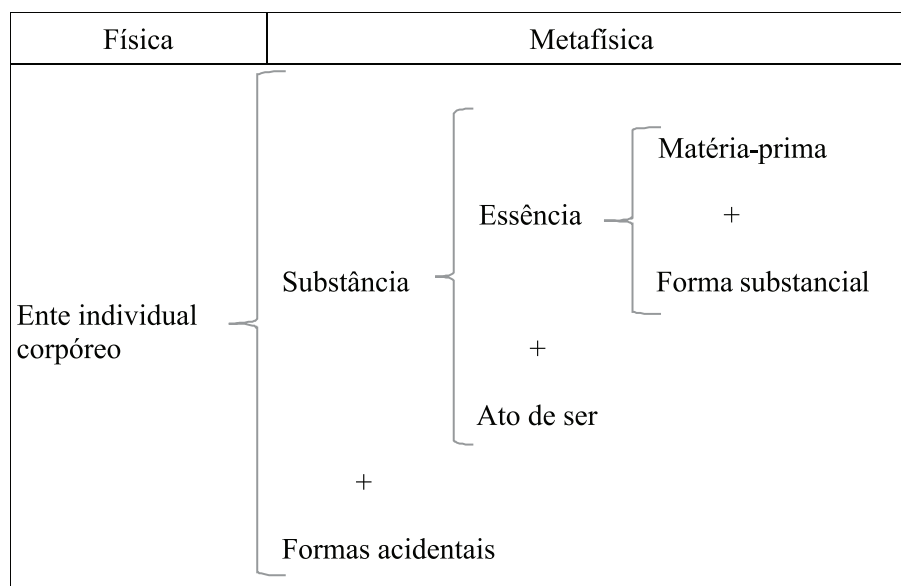 Física
Metafísica
Matéria-prima
Essência
+
Substância
Forma substancial
Ente individual
corpóreo
+
Ato de ser
+
Formas acidentais